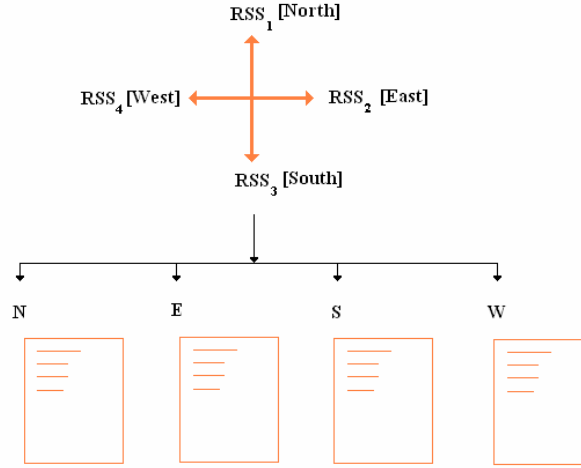 RSS1 [North]
RSS4 [West] RSS2 [East]
RSS3 [South]
N E S W